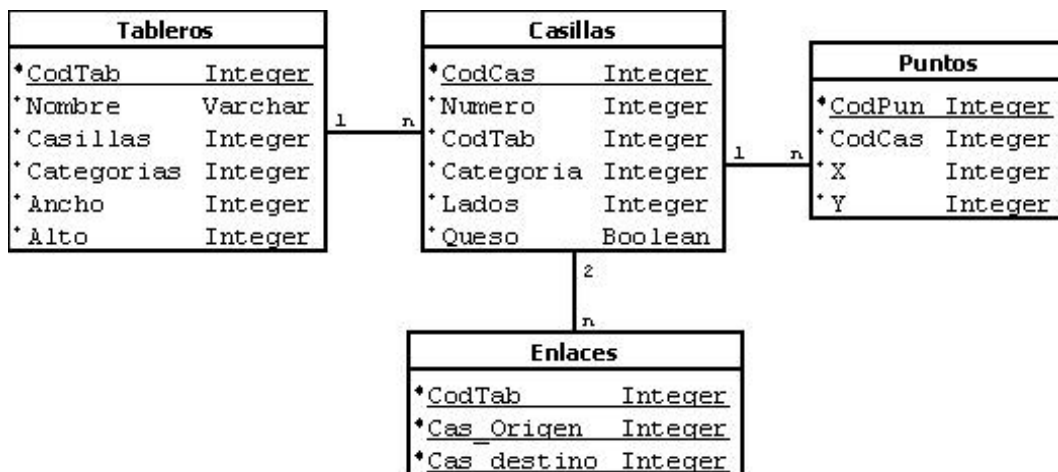 Tableros
CodTab Integer
Nombre Varchar
Casillas Integer
Categorias Integer
Ancho Integer
Alto Integer
1 n
Casillas
CodCas Integer
Numero Integer
CodTab Integer
Categoria Integer
Lados Integer
Queso Boolean
1 n
Puntos
CodPun Integer
CodCas Integer
X Integer
Y Integer
2
n
Enlaces
CodTab Integer
Cas_Origen Integer
Cas_destino Integer